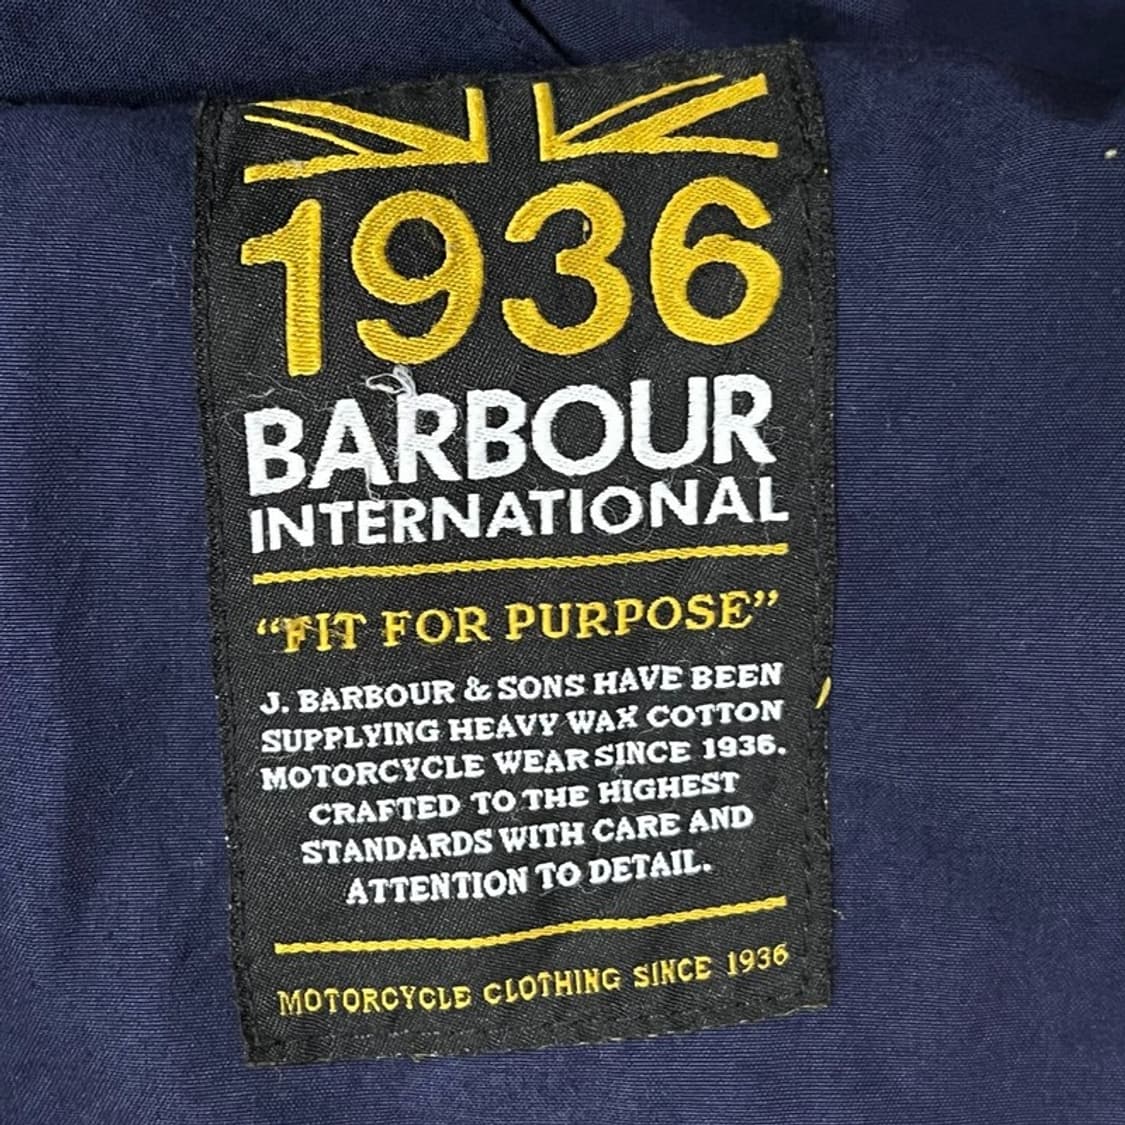 1936
BARBOUR
INTERNATIONAL
“FIT FOR PURPOSE”
J. BARBOUR & SONS HAVE BEEN
SUPPLYING HEAVY WAX COTTON
MOTORCYCLE WEAR SINCE 1936.
CRAFTED TO THE HIGHEST
STANDARDS WITH CARE AND
ATTENTION TO DETAIL.
MOTORCYCLE CLOTHING SINCE 1936